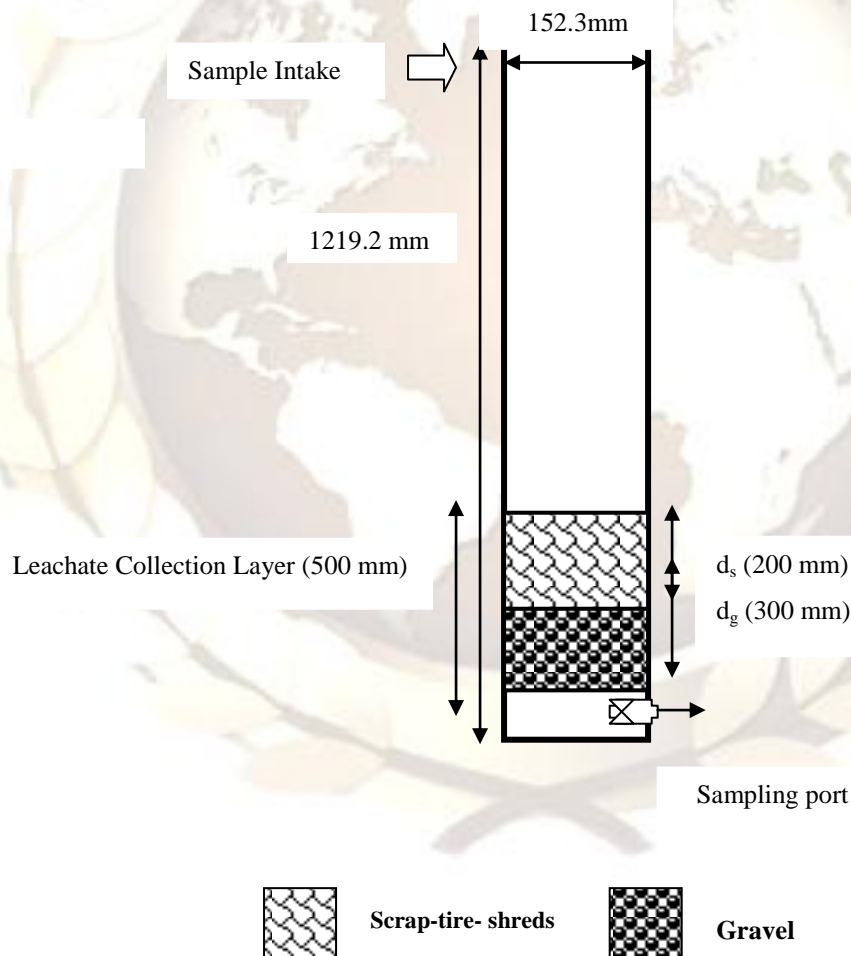 152.3mm
Sample Intake
1219.2 mm
Leachate Collection Layer (500 mm)
dₛ (200 mm)
d_g (300 mm)
Sampling port
Scrap-tire- shreds
Gravel